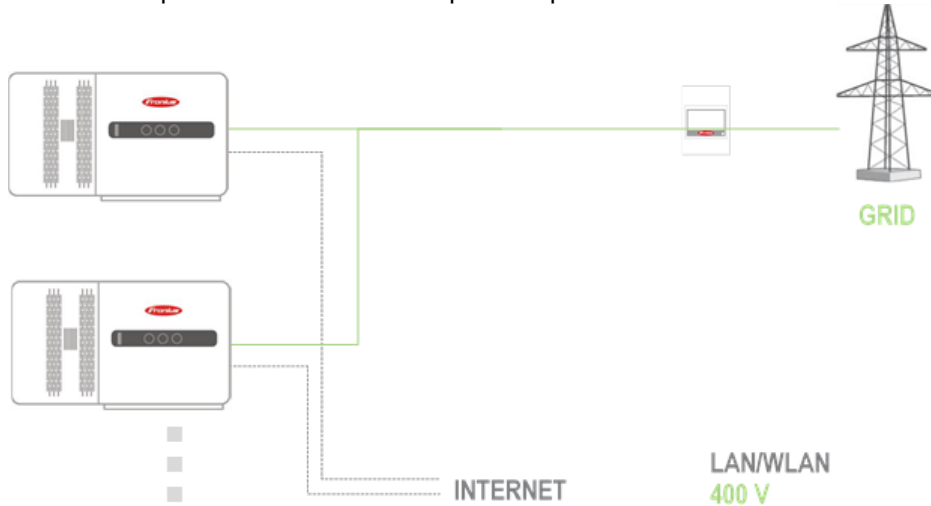 Fronius
GRID
Fronius
INTERNET
LAN/WLAN
400 V